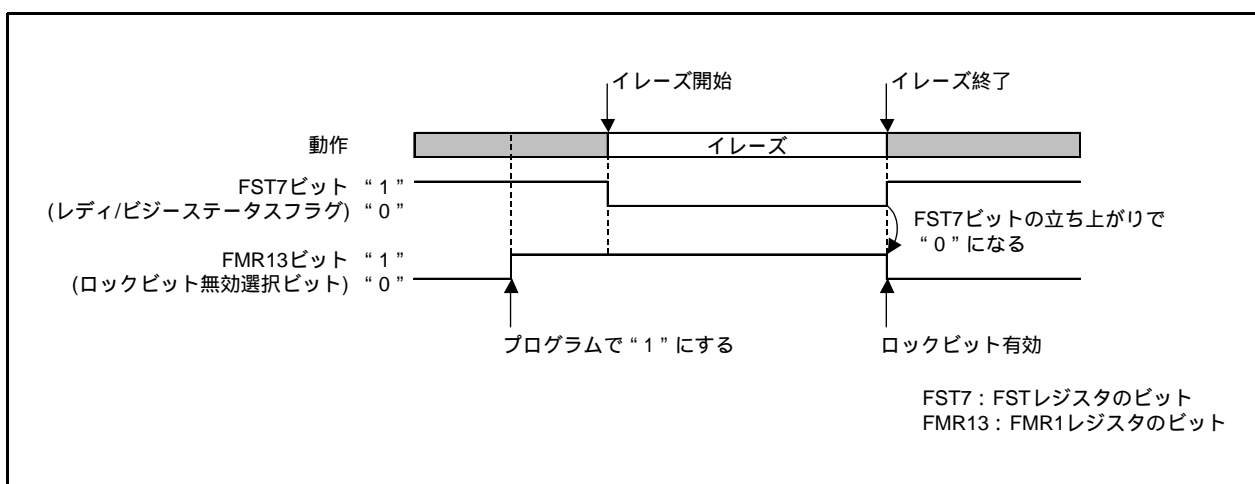 イレーズ開始
イレーズ終了
動作
イレーズ
FST7ビット “1”
(レディ/ビジーステータスフラグ) “0”
FST7ビットの立ち上がりで
“0”になる
FMR13ビット “1”
(ロックビット無効選択ビット) “0”
プログラムで“1”にする
ロックビット有効
FST7：FSTレジスタのビット
FMR13：FMR1レジスタのビット